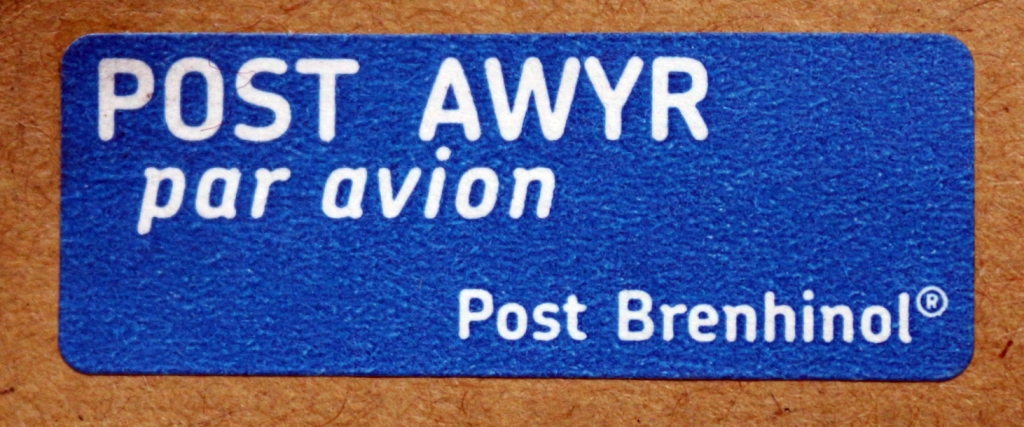 POST AWYR
par avion
Post Brenhinol®